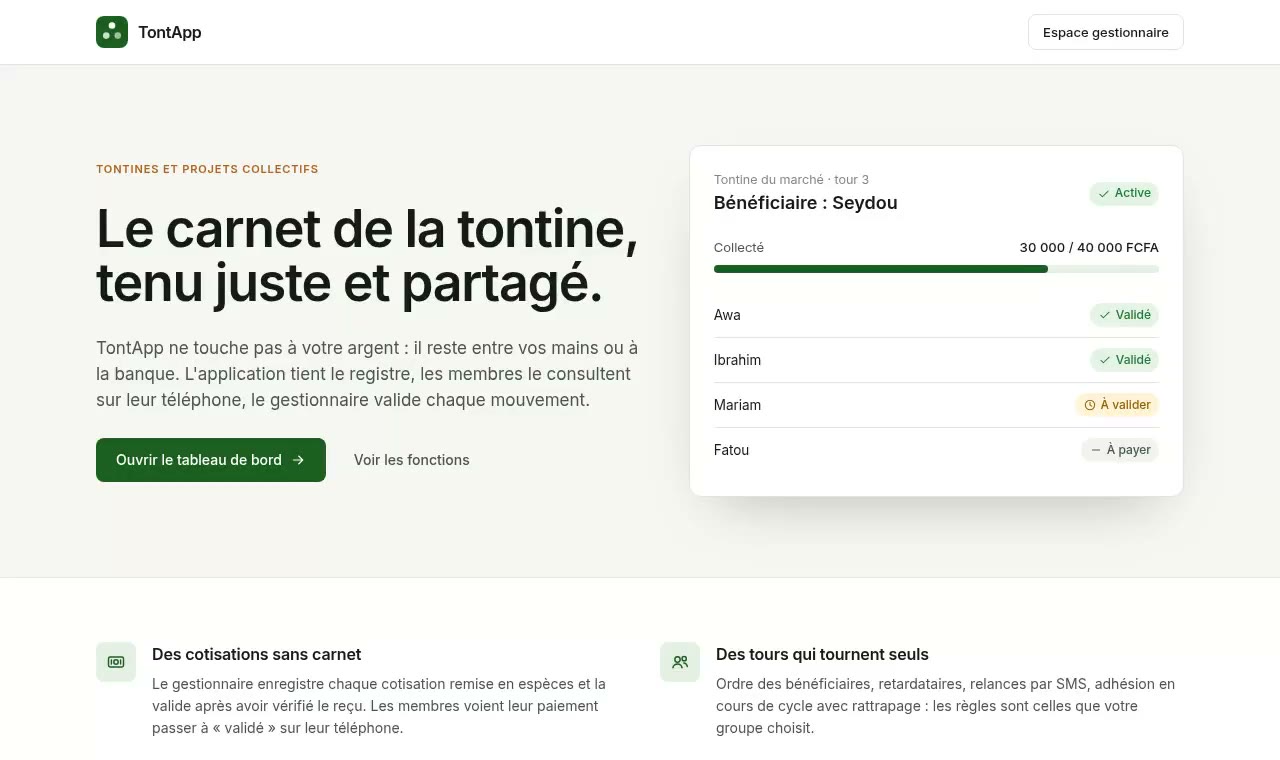 TontApp
Espace gestionnaire
TONTINES ET PROJETS COLLECTIFS
Le carnet de la tontine,
tenu juste et partagé.
TontApp ne touche pas à votre argent : il reste entre vos mains ou à
la banque. L'application tient le registre, les membres le consultent
sur leur téléphone, le gestionnaire valide chaque mouvement.
Ouvrir le tableau de bord →
Voir les fonctions
Tontine du marché · tour 3
Bénéficiaire : Seydou
Active
Collecté
30 000 / 40 000 FCFA
Awa
Validé
Ibrahim
Validé
Mariam
À valider
Fatou
À payer
Des cotisations sans carnet
Le gestionnaire enregistre chaque cotisation remise en espèces et la
valide après avoir vérifié le reçu. Les membres voient leur paiement
passer à « validé » sur leur téléphone.
Des tours qui tournent seuls
Ordre des bénéficiaires, retardataires, relances par SMS, adhésion en
cours de cycle avec rattrapage : les règles sont celles que votre
groupe choisit.